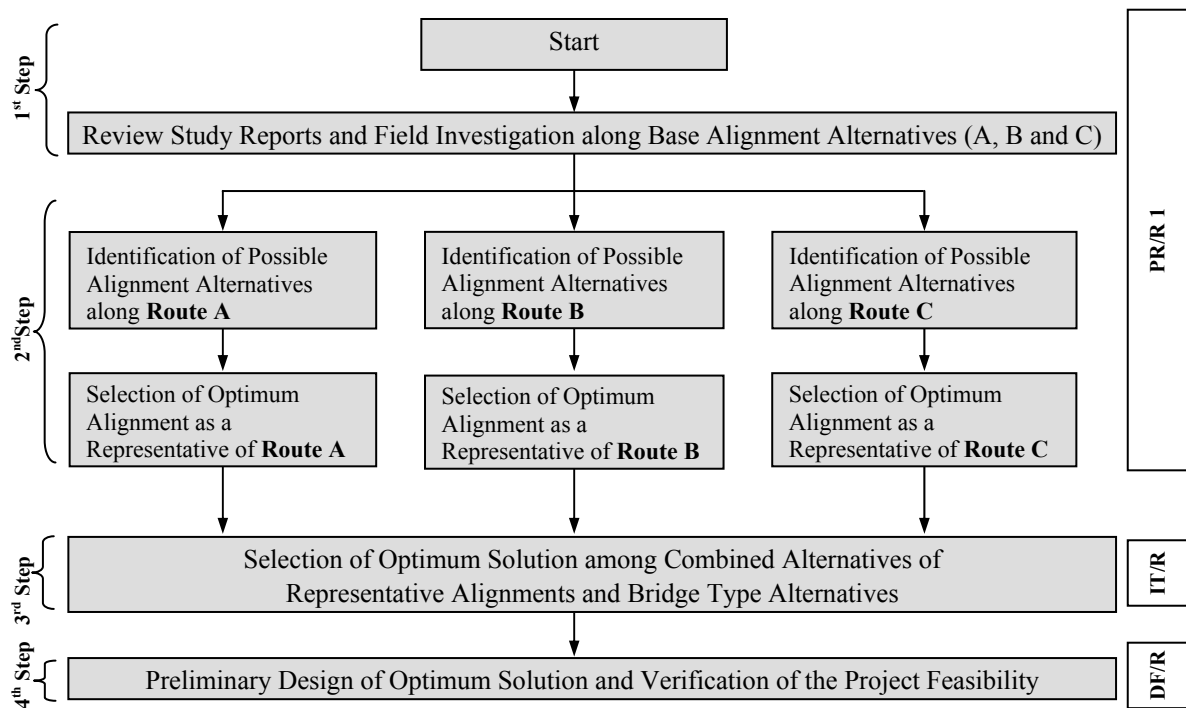 1st Step
Start
Review Study Reports and Field Investigation along Base Alignment Alternatives (A, B and C)
PR/R 1
2ndStep
Identification of Possible
Alignment Alternatives
along Route A
Identification of Possible
Alignment Alternatives
along Route B
Identification of Possible
Alignment Alternatives
along Route C
Selection of Optimum
Alignment as a
Representative of Route A
Selection of Optimum
Alignment as a
Representative of Route B
Selection of Optimum
Alignment as a
Representative of Route C
3rd Step
Selection of Optimum Solution among Combined Alternatives of
Representative Alignments and Bridge Type Alternatives
IT/R
4th Step
Preliminary Design of Optimum Solution and Verification of the Project Feasibility
DF/R